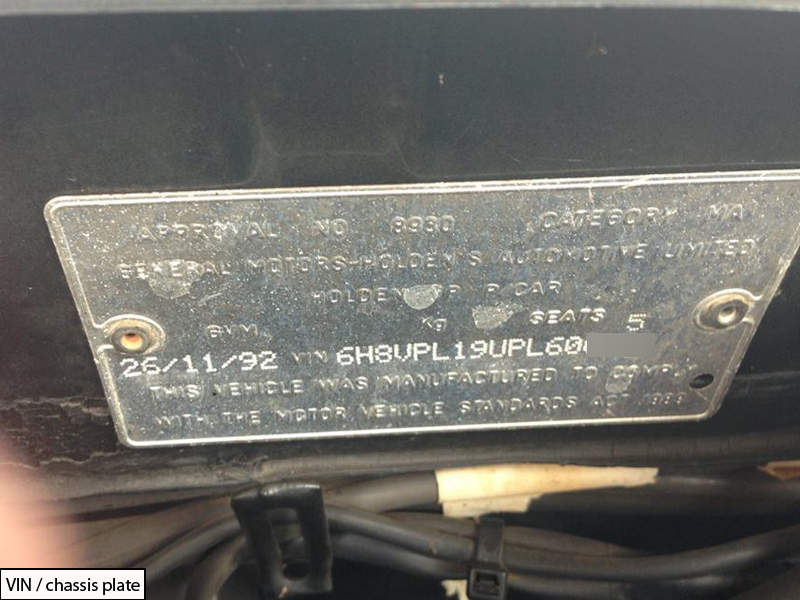 APPROVAL NO 8930 CATEGORY MA
GENERAL MOTORS-HOLDEN'S AUTOMOTIVE LIMITED
HOLDEN CAR
GVM Kg SEATS 5
26/11/92 VIN 6H8VPL19UPL60
THIS VEHICLE WAS MANUFACTURED TO COMPLY
WITH THE MOTOR VEHICLE STANDARDS ACT 1989
VIN / chassis plate